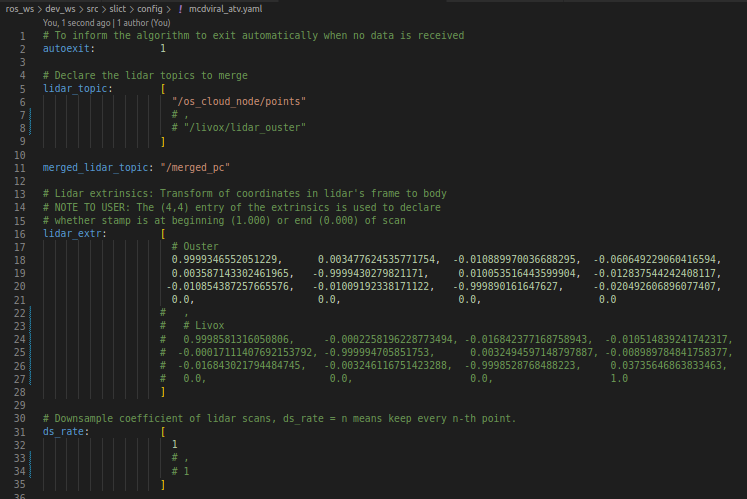 ros_ws > dev_ws > src > slict > config > ! mcdviral_atv.yaml
You, 1 second ago | 1 author (You)
1 # To inform the algorithm to exit automatically when no data is received
2 autoexit: 1
3
4 # Declare the lidar topics to merge
5 lidar_topic: [
6 "/os_cloud_node/points"
7 # ,
8 # "/livox/lidar_ouster"
9 ]
10
11 merged_lidar_topic: "/merged_pc"
12
13 # Lidar extrinsics: Transform of coordinates in lidar's frame to body
14 # NOTE TO USER: The (4,4) entry of the extrinsics is used to declare
15 # whether stamp is at beginning (1.000) or end (0.000) of scan
16 lidar_extr: [
17 # Ouster
18 0.9999346552051229, 0.003477624535771754, -0.010889970036688295, -0.060649229060416594,
19 0.003587143302461965, -0.9999430279821171, 0.010053516443599904, -0.012837544242408117,
20 -0.010854387257665576, -0.01009192338171122, -0.999890161647627, -0.020492606896077407,
21 0.0, 0.0, 0.0, 0.0
22 # ,
23 # # Livox
24 # 0.9998581316050806, -0.0002258196228773494, -0.016842377168758943, -0.010514839241742317,
25 # -0.00017111407692153792, -0.999994705851753, 0.0032494597148797887, -0.008989784841758377,
26 # -0.016843021794484745, -0.003246116751423288, -0.9998528768488223, 0.03735646863833463,
27 # 0.0, 0.0, 0.0, 1.0
28 ]
29
30 # Downsample coefficient of lidar scans, ds_rate = n means keep every n-th point.
31 ds_rate: [
32 1
33 # ,
34 # 1
35 ]
36